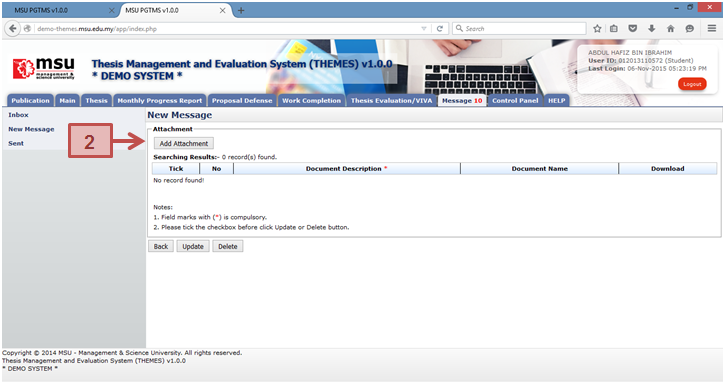 MSU PGTMS v1.0.0
MSU PGTMS v1.0.0
demo-themes.msu.edu.my/app/index.php
Search
msu
management & science university
Thesis Management and Evaluation System (THEMES) v1.0.0
* DEMO SYSTEM *
ABDUL HAFIZ BIN IBRAHIM
User ID: 012013110572 (Student)
Last Login: 06-Nov-2015 05:23:19 PM
Logout
Publication Main Thesis Monthly Progress Report Proposal Defense Work Completion Thesis Evaluation/VIVA Message 10 Control Panel HELP
Inbox
New Message
Sent
2
New Message
Attachment
Add Attachment
Searching Results:- 0 record(s) found.
Tick No Document Description * Document Name Download
No record found!
Notes:
1. Field marks with (*) is compulsory.
2. Please tick the checkbox before click Update or Delete button.
Back Update Delete
Copyright © 2014 MSU - Management & Science University. All rights reserved.
Thesis Management and Evaluation System (THEMES) v1.0.0
* DEMO SYSTEM *